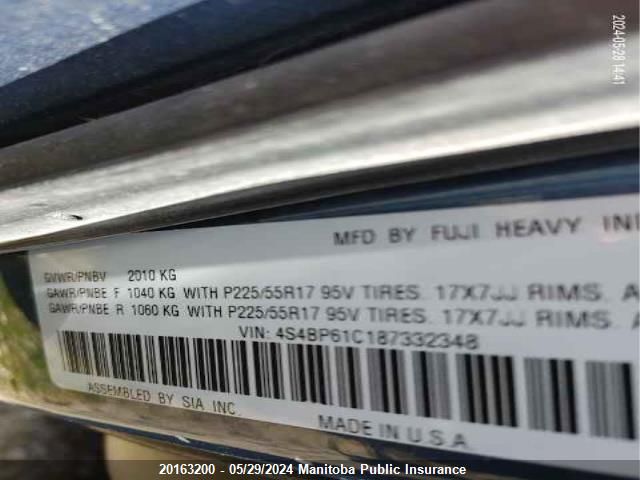 2024-05-28 14:41
MFD BY FUJI HEAVY IN
GVWR/PNBV 2010 KG
GAWR/PNBE F 1040 KG WITH P225/55R17 95V TIRES. 17X7JJ RIMS. A
GAWR/PNBE R 1060 KG WITH P225/55R17 95V TIRES. 17X7JJ RIMS. A
VIN: 4S4BP61C187332348
ASSEMBLED BY SIA INC.
MADE IN U.S.A
20163200 - 05/29/2024 Manitoba Public Insurance